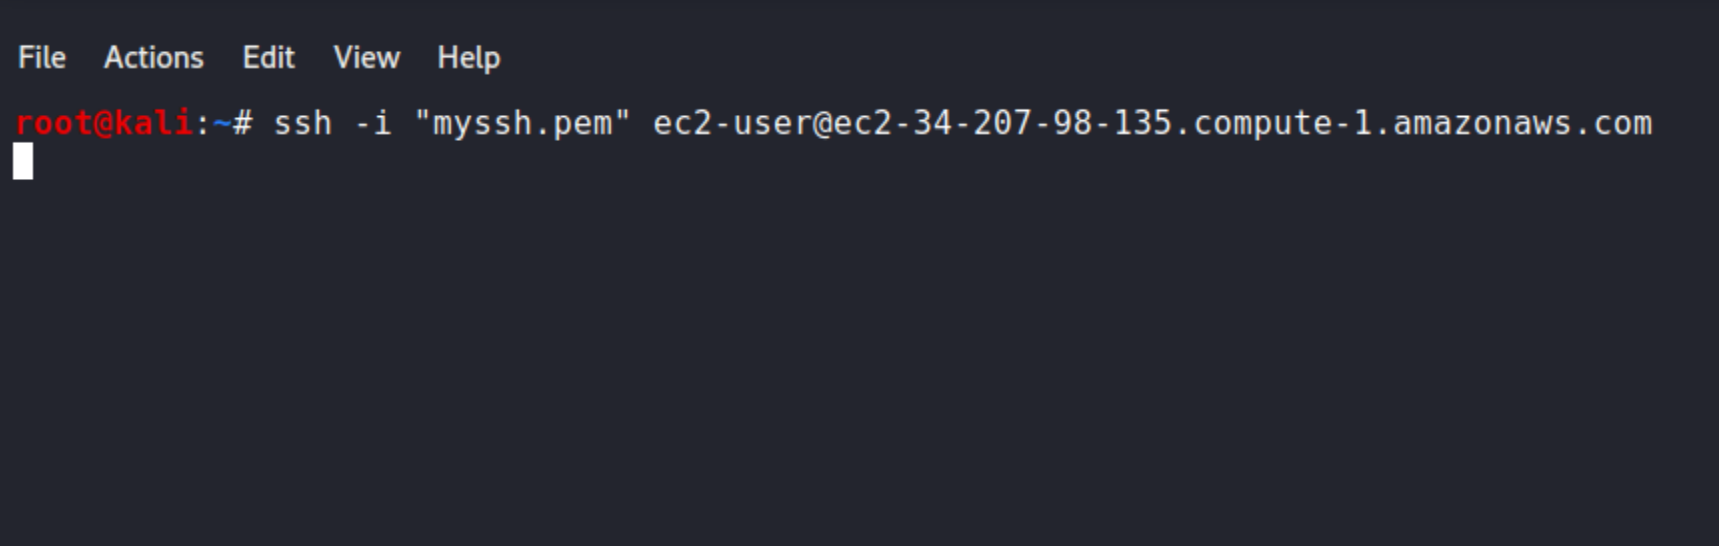 File Actions Edit View Help
root@kali:~# ssh -i "myssh.pem" ec2-user@ec2-34-207-98-135.compute-1.amazonaws.com